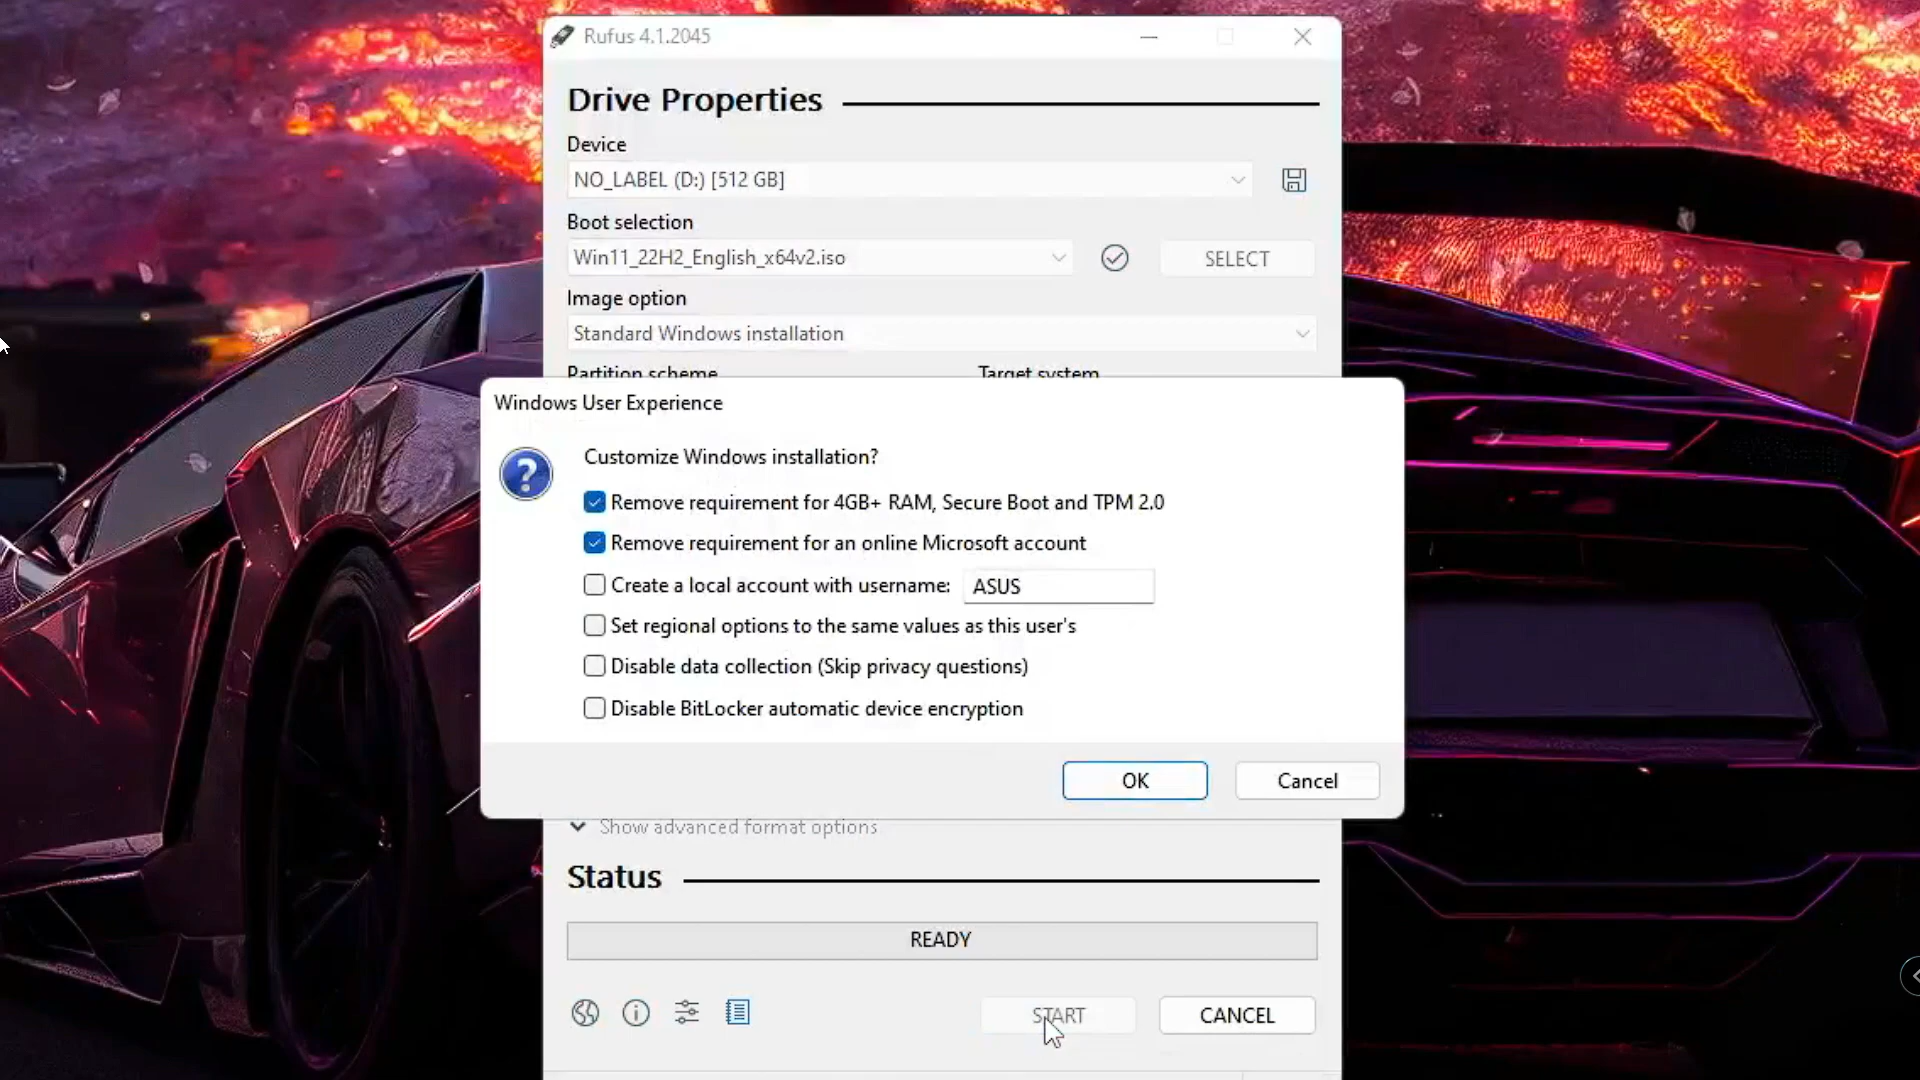 Rufus 4.1.2045
Drive Properties
Device
NO_LABEL (D:) [512 GB]
Boot selection
Win11_22H2_English_x64v2.iso
SELECT
Image option
Standard Windows installation
Partition scheme
Target system
Windows User Experience
Customize Windows installation?
Remove requirement for 4GB+ RAM, Secure Boot and TPM 2.0
Remove requirement for an online Microsoft account
Create a local account with username: ASUS
Set regional options to the same values as this user's
Disable data collection (Skip privacy questions)
Disable BitLocker automatic device encryption
OK
Cancel
Show advanced format options
Status
READY
START
CANCEL